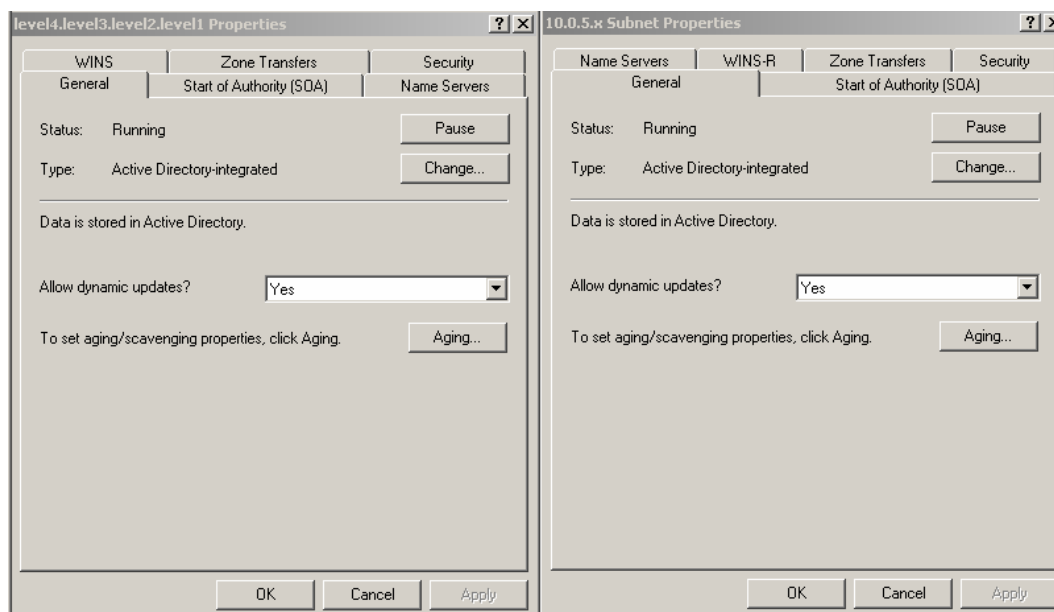 level4.level3.level2.level1 Properties
WINS Zone Transfers Security
General Start of Authority (SOA) Name Servers
Status: Running Pause
Type: Active Directory-integrated Change...
Data is stored in Active Directory.
Allow dynamic updates? Yes
To set aging/scavenging properties, click Aging. Aging...
OK Cancel Apply
10.0.5.x Subnet Properties
Name Servers WINS-R Zone Transfers Security
General Start of Authority (SOA)
Status: Running Pause
Type: Active Directory-integrated Change...
Data is stored in Active Directory.
Allow dynamic updates? Yes
To set aging/scavenging properties, click Aging. Aging...
OK Cancel Apply